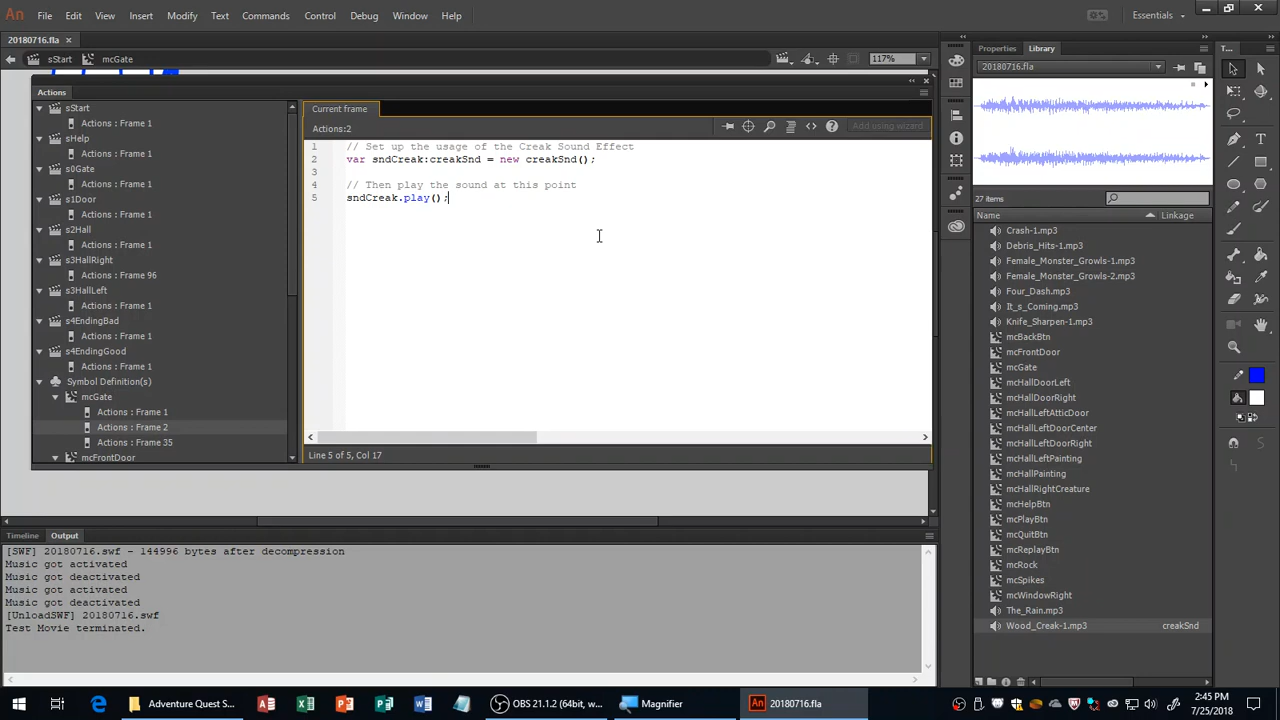 An File Edit View Insert Modify Text Commands Control Debug Window Help Essentials
20180716.fla ×
sStart mcGate 117%
Actions
sStart
Actions : Frame 1
sHelp
Actions : Frame 1
s0Gate
Actions : Frame 1
s1Door
Actions : Frame 1
s2Hall
Actions : Frame 1
s3HallRight
Actions : Frame 96
s3HallLeft
Actions : Frame 1
s4EndingBad
Actions : Frame 1
s4EndingGood
Actions : Frame 1
Symbol Definition(s)
mcGate
Actions : Frame 1
Actions : Frame 2
Actions : Frame 35
mcFrontDoor
Current frame
Actions:2 Add using wizard
1 // Set up the usage of the Creak Sound Effect
2 var sndCreak:creakSnd = new creakSnd();
3
4 // Then play the sound at this point
5 sndCreak.play();
Line 5 of 5, Col 17
Timeline Output
[SWF] 20180716.swf - 144996 bytes after decompression
Music got activated
Music got deactivated
Music got activated
Music got deactivated
[UnloadSWF] 20180716.swf
Test Movie terminated.
Properties Library
20180716.fla
27 items
Name Linkage
Crash-1.mp3
Debris_Hits-1.mp3
Female_Monster_Growls-1.mp3
Female_Monster_Growls-2.mp3
Four_Dash.mp3
It_s_Coming.mp3
Knife_Sharpen-1.mp3
mcBackBtn
mcFrontDoor
mcGate
mcHallDoorLeft
mcHallDoorRight
mcHallLeftAtticDoor
mcHallLeftDoorCenter
mcHallLeftDoorRight
mcHallLeftPainting
mcHallPainting
mcHallRightCreature
mcHelpBtn
mcPlayBtn
mcQuitBtn
mcReplayBtn
mcRock
mcSpikes
mcWindowRight
The_Rain.mp3
Wood_Creak-1.mp3 creakSnd
T...
Adventure Quest S... OBS 21.1.2 (64bit, w... Magnifier An 20180716.fla
2:45 PM
7/25/2018